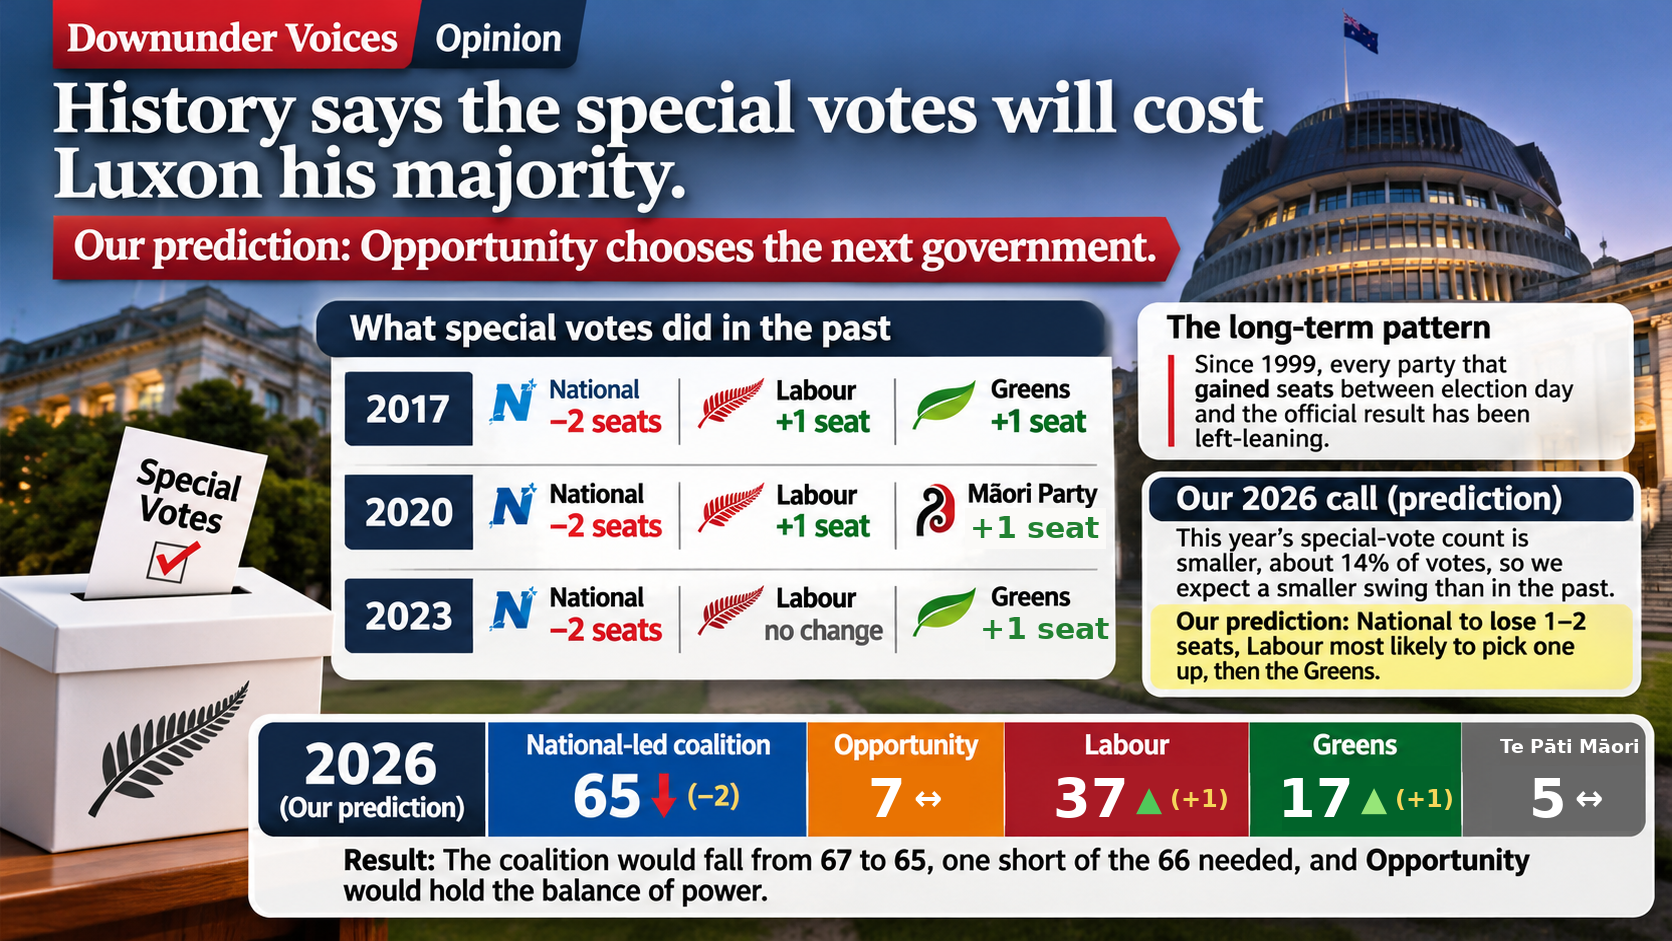 Downunder Voices
Opinion
History says the special votes will cost
Luxon his majority.
Our prediction: Opportunity chooses the next government.
What special votes did in the past
2017
National
−2 seats
Labour
+1 seat
Greens
+1 seat
2020
National
−2 seats
Labour
+1 seat
Māori Party
+1 seat
2023
National
−2 seats
Labour
no change
Greens
+1 seat
The long-term pattern
Since 1999, every party that
gained seats between election day
and the official result has been
left-leaning.
Our 2026 call (prediction)
This year’s special-vote count is
smaller, about 14% of votes, so we
expect a smaller swing than in the past.
Our prediction: National to lose 1–2
seats, Labour most likely to pick one
up, then the Greens.
Special
Votes
2026
(Our prediction)
National-led coalition
65 (−2)
Opportunity
7 ↔
Labour
37 ▲ (+1)
Greens
17 ▲ (+1)
Te Pāti Māori
5 ↔
Result: The coalition would fall from 67 to 65, one short of the 66 needed, and Opportunity
would hold the balance of power.